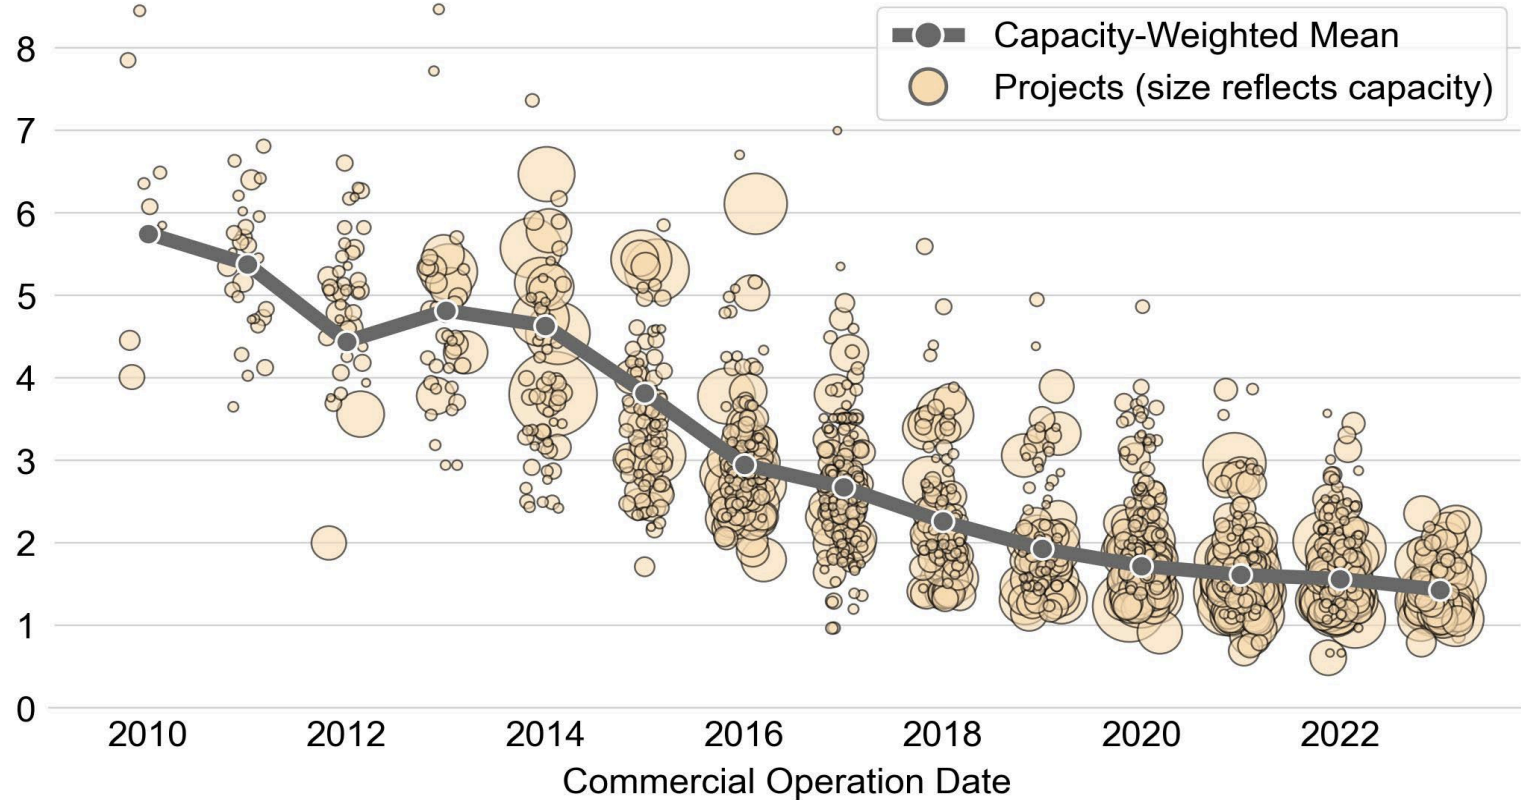 Capacity-Weighted Mean
Projects (size reflects capacity)
8
7
6
5
4
3
2
1
0
2010 2012 2014 2016 2018 2020 2022
Commercial Operation Date